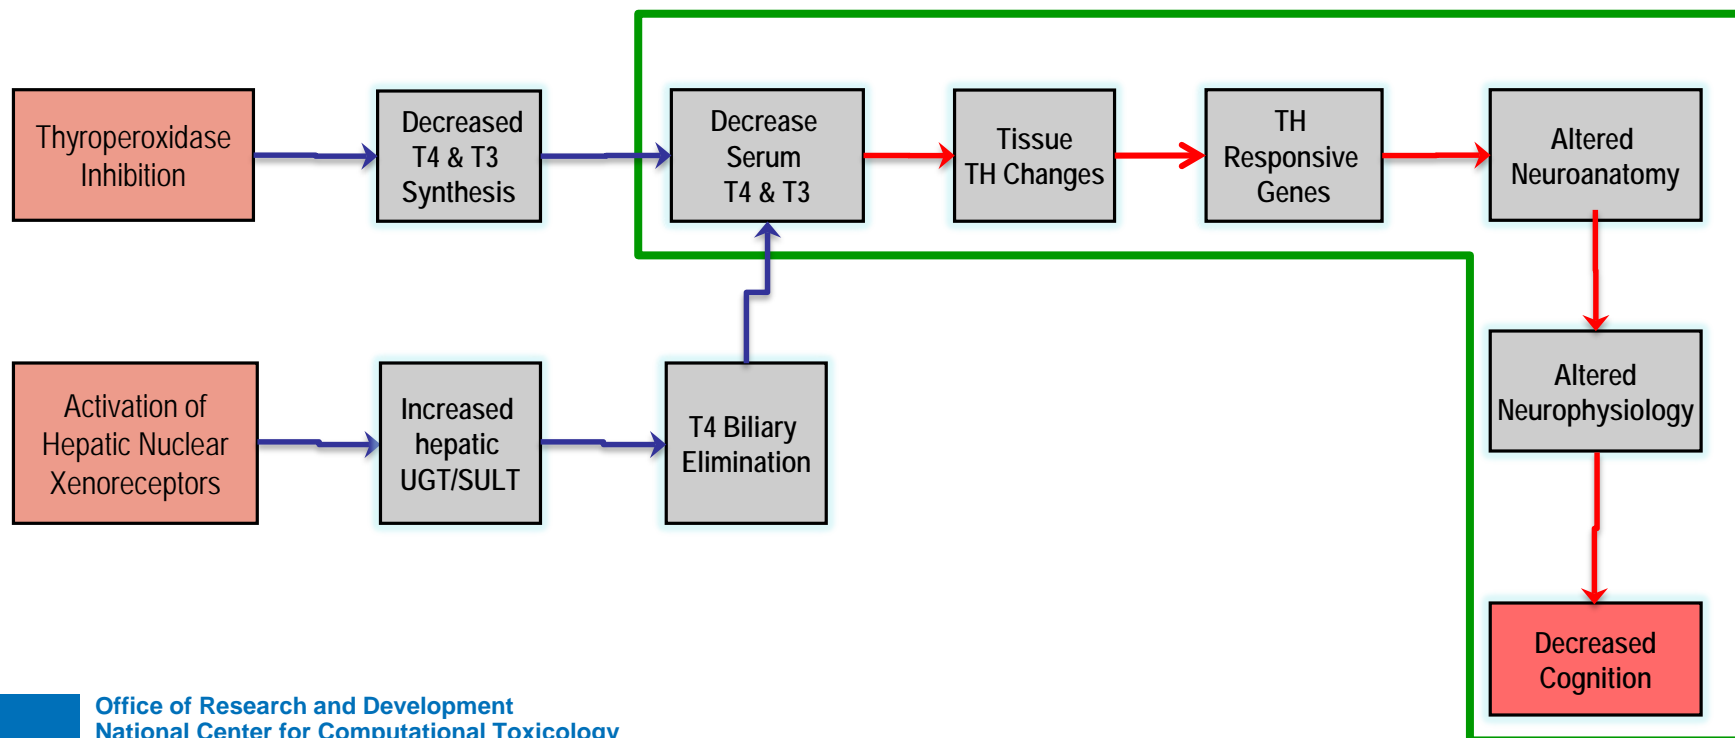 Thyroperoxidase
Inhibition
Decreased
T4 & T3
Synthesis
Decrease
Serum
T4 & T3
Tissue
TH Changes
TH
Responsive
Genes
Altered
Neuroanatomy
Activation of
Hepatic Nuclear
Xenoreceptors
Increased
hepatic
UGT/SULT
T4 Biliary
Elimination
Altered
Neurophysiology
Decreased
Cognition
Office of Research and Development
National Center for Computational Toxicology